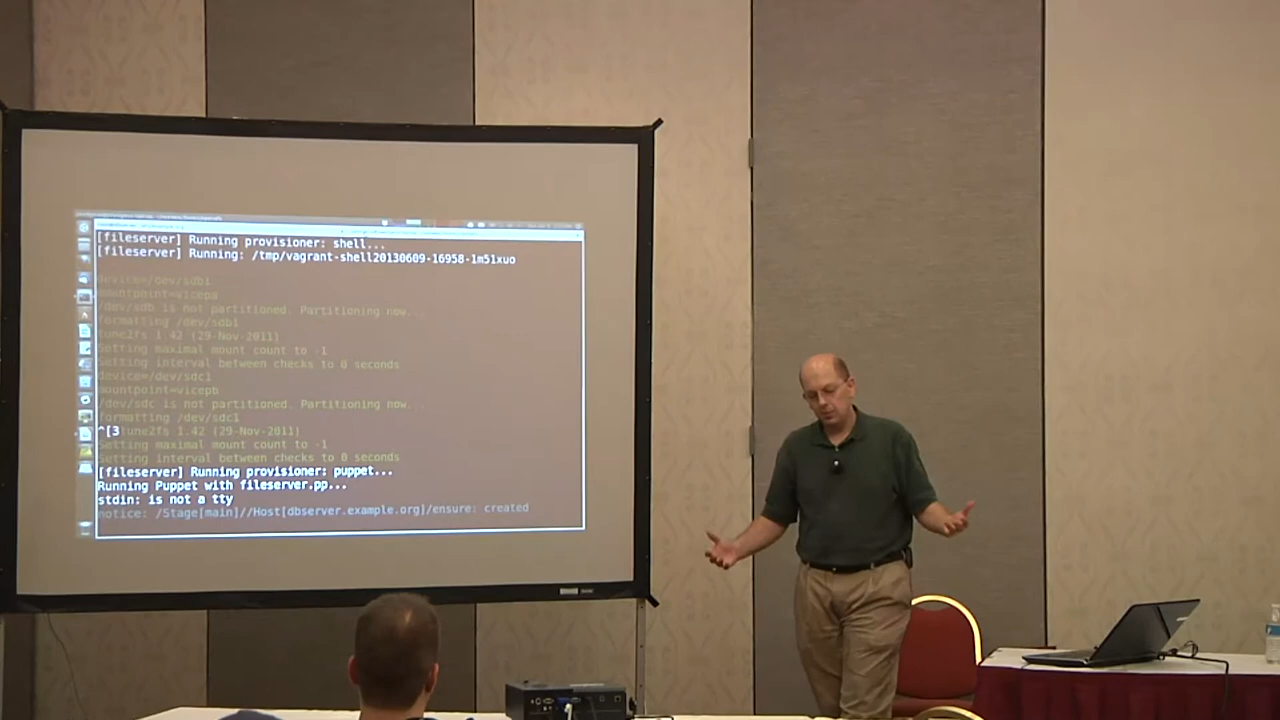 [fileserver] Running provisioner: shell...
[fileserver] Running: /tmp/vagrant-shell20130609-16958-1m51xuo
device=/dev/sdb1
mountpoint=vicepa
/dev/sdb is not partitioned. Partitioning now...
formatting /dev/sdb1
tune2fs 1.42 (29-Nov-2011)
Setting maximal mount count to -1
Setting interval between checks to 0 seconds
device=/dev/sdc1
mountpoint=vicepb
/dev/sdc is not partitioned. Partitioning now...
formatting /dev/sdc1
^[3tune2fs 1.42 (29-Nov-2011)
Setting maximal mount count to -1
Setting interval between checks to 0 seconds
[fileserver] Running provisioner: puppet...
Running Puppet with fileserver.pp...
stdin: is not a tty
notice: /Stage[main]//Host[dbserver.example.org]/ensure: created